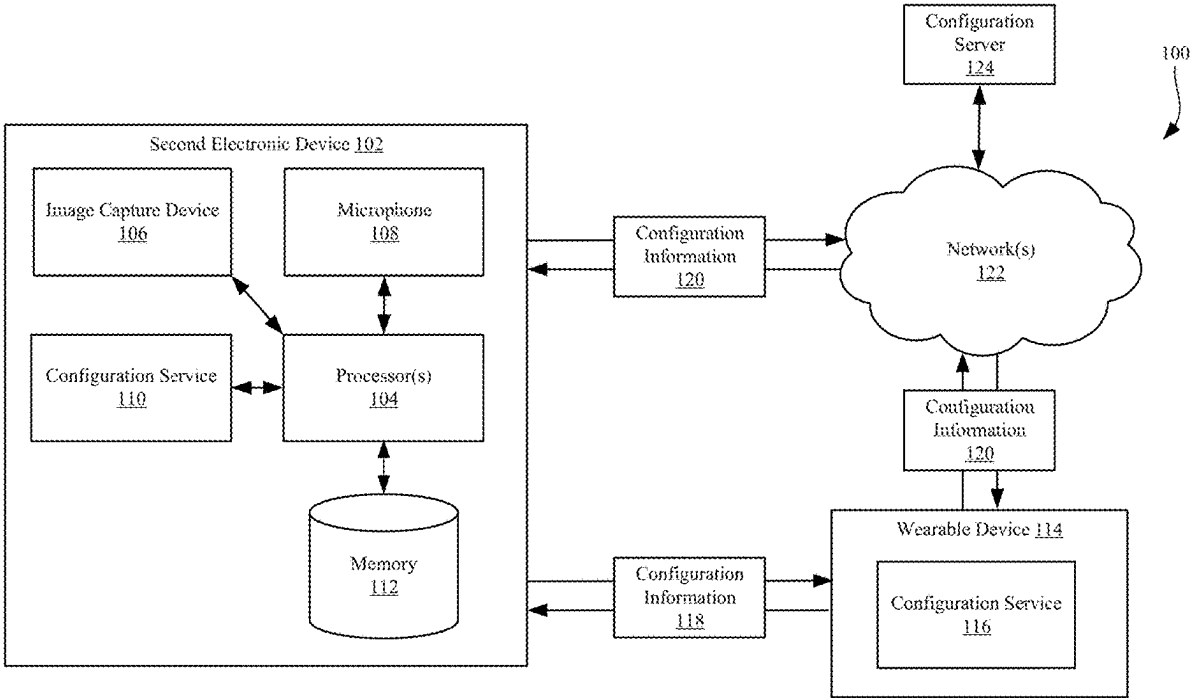 Configuration
Server
124
100
Second Electronic Device 102
Image Capture Device
106
Microphone
108
Configuration
Information
120
Network(s)
122
Configuration Service
110
Processor(s)
104
Configuration
Information
120
Memory
112
Configuration
Information
118
Wearable Device 114
Configuration Service
116